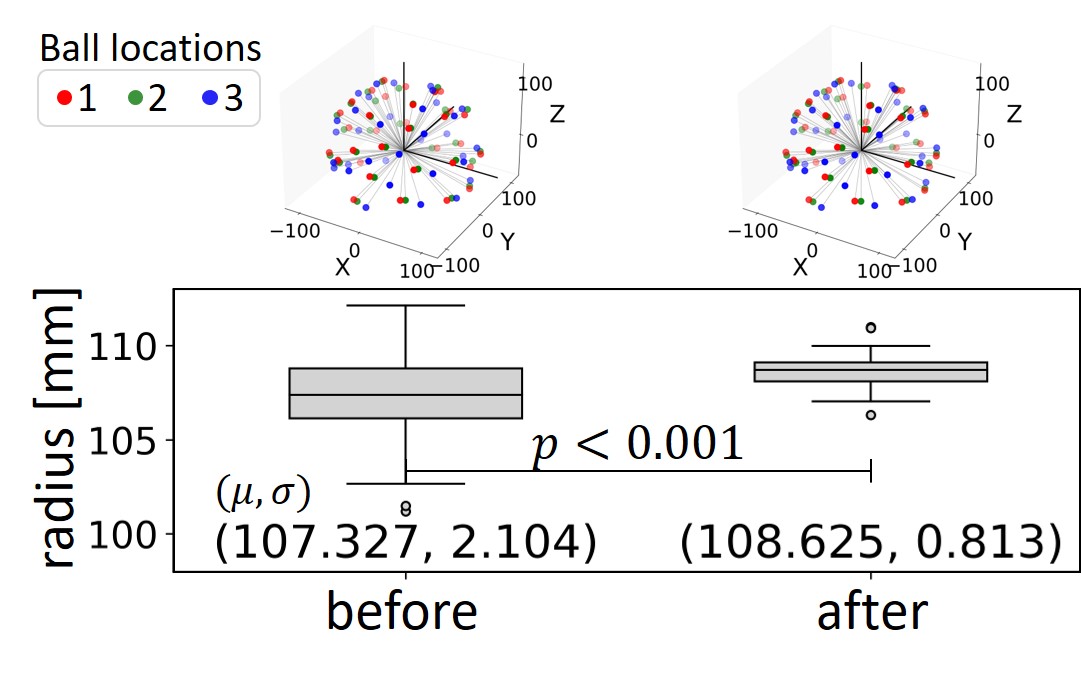 Ball locations
1 2 3
100
Z
0
100
0
Y
−100
0
X
100
−100
100
Z
0
100
0
Y
−100
0
X
100
−100
radius [mm]
110
105
100
p < 0.001
(μ, σ)
(107.327, 2.104)
(108.625, 0.813)
before
after